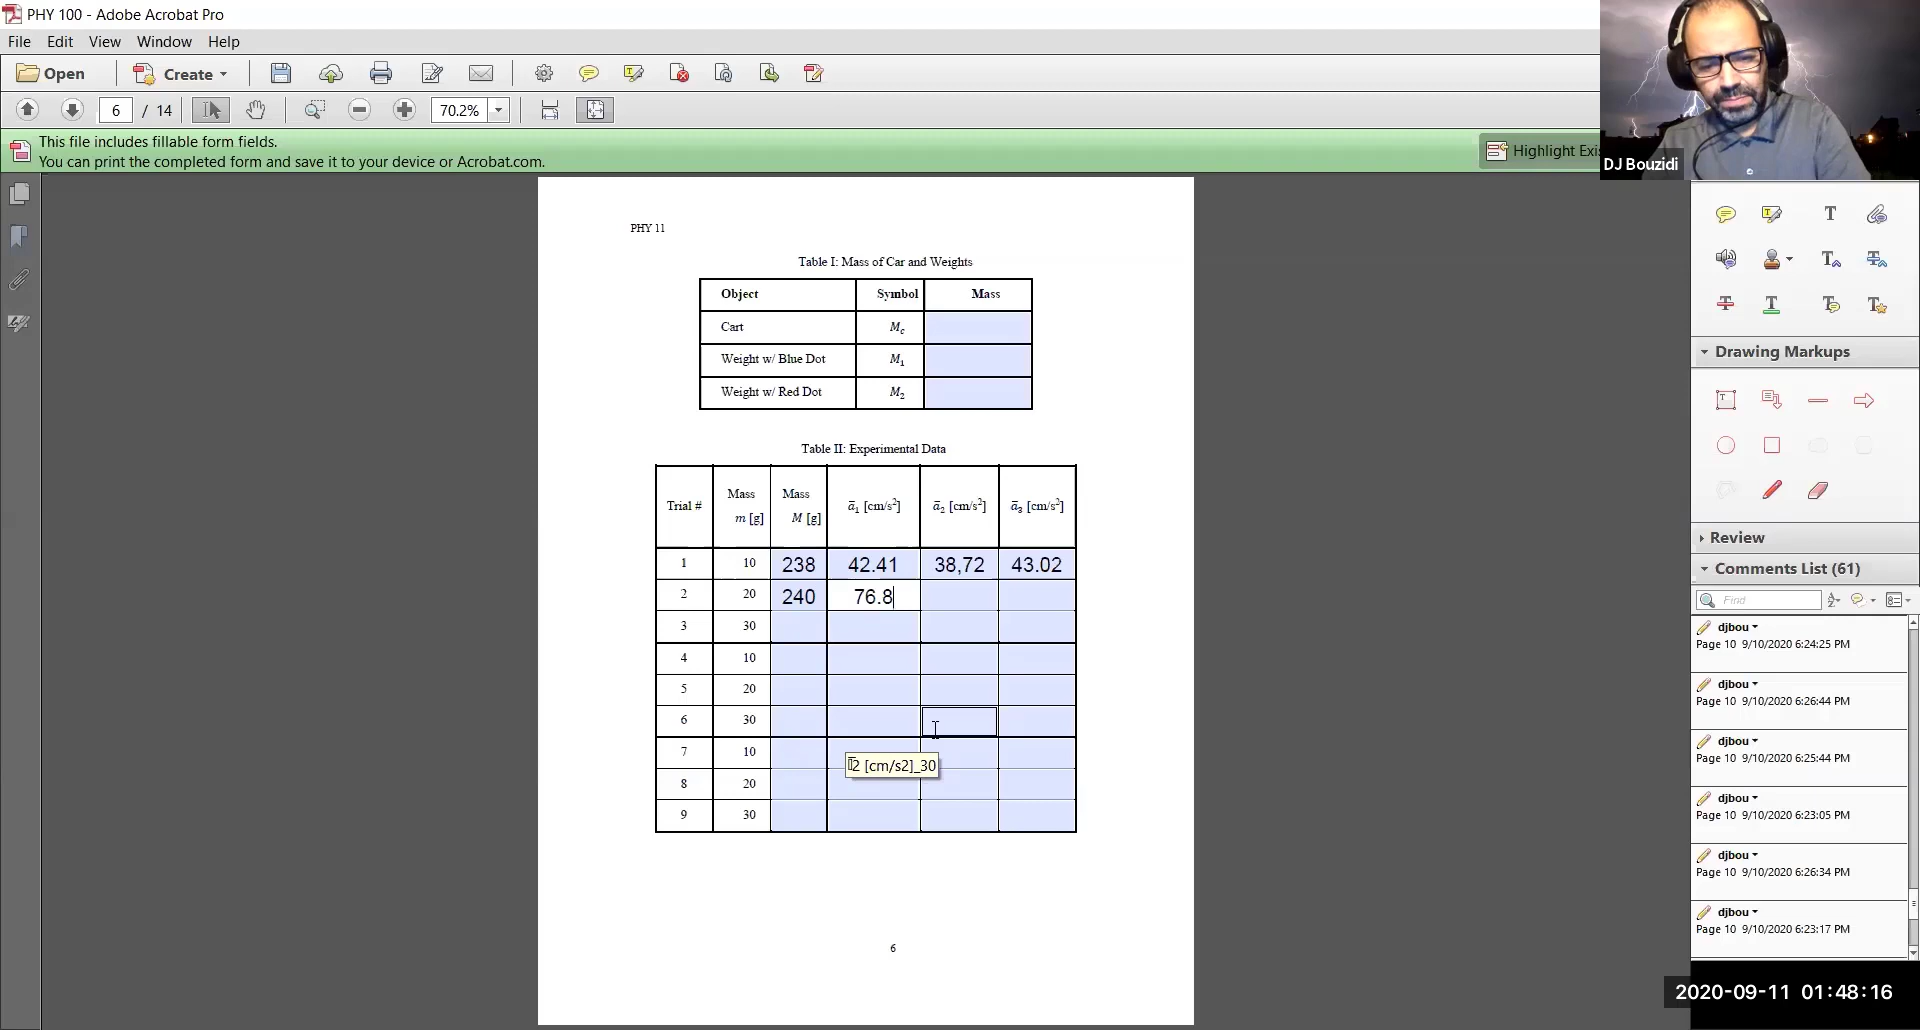 PHY 100 - Adobe Acrobat Pro
File Edit View Window Help
Open Create
6 / 14 70.2%
This file includes fillable form fields.
You can print the completed form and save it to your device or Acrobat.com.
Highlight Exi
DJ Bouzidi
PHY 11
Table I: Mass of Car and Weights
Object Symbol Mass
Cart Mc
Weight w/ Blue Dot M1
Weight w/ Red Dot M2
Table II: Experimental Data
Trial # Mass m [g] Mass M [g] a̅1 [cm/s²] a̅2 [cm/s²] a̅3 [cm/s²]
1 10 238 42.41 38,72 43.02
2 20 240 76.8
3 30
4 10
5 20
6 30
7 10
2 [cm/s2]_30
8 20
9 30
6
Drawing Markups
Review
Comments List (61)
Find
djbou
Page 10 9/10/2020 6:24:25 PM
djbou
Page 10 9/10/2020 6:26:44 PM
djbou
Page 10 9/10/2020 6:25:44 PM
djbou
Page 10 9/10/2020 6:23:05 PM
djbou
Page 10 9/10/2020 6:26:34 PM
djbou
Page 10 9/10/2020 6:23:17 PM
2020-09-11 01:48:16